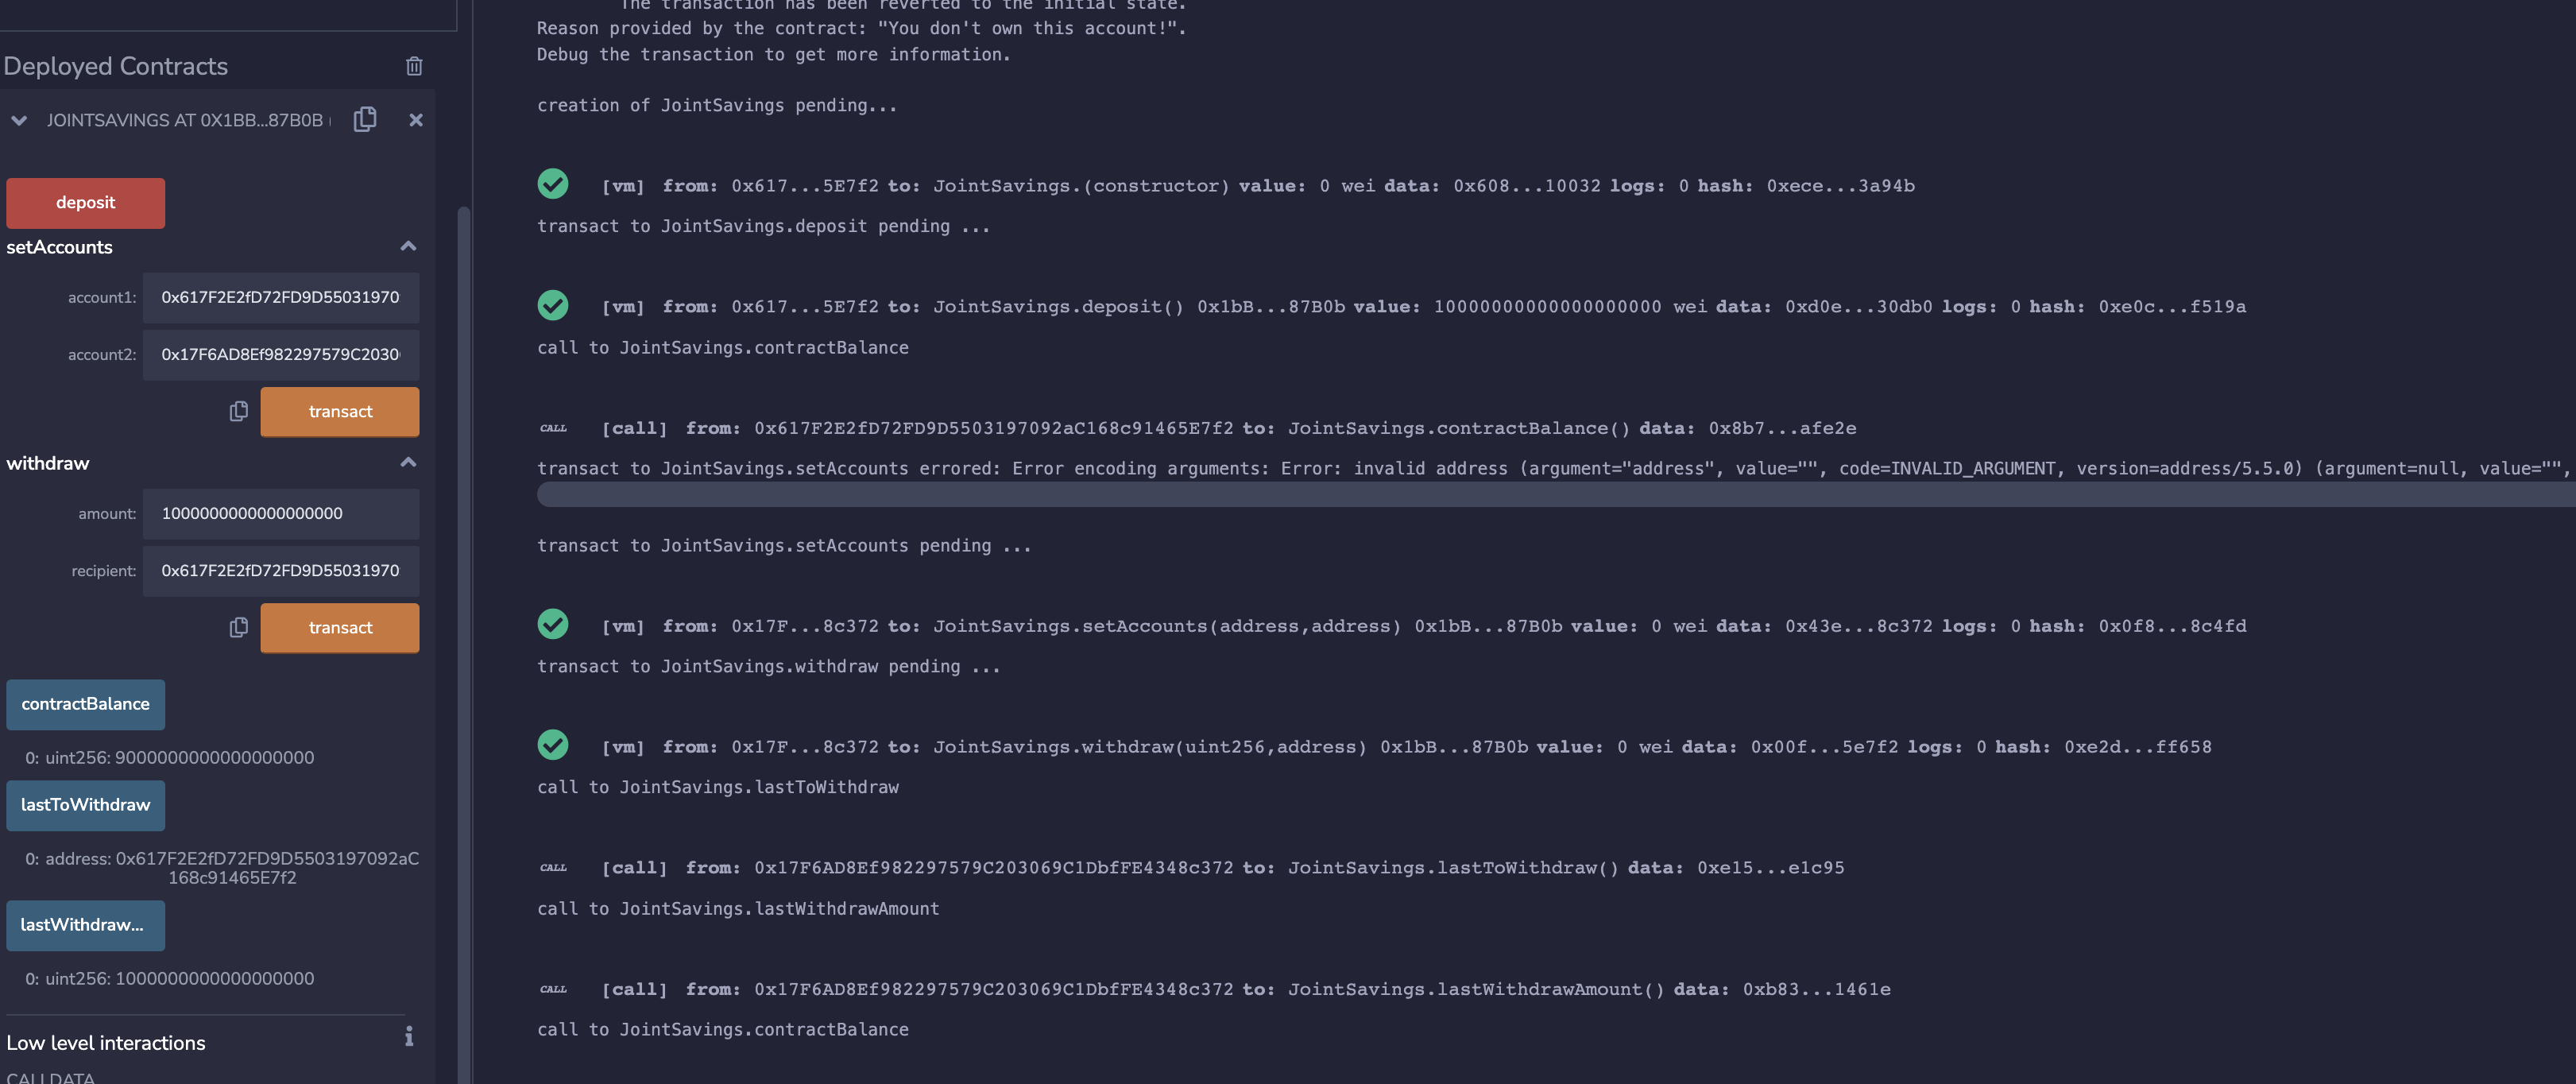 Deployed Contracts
JOINTSAVINGS AT 0X1BB...87B0B (
deposit
setAccounts
account1: 0x617F2E2fD72FD9D55031970
account2: 0x17F6AD8Ef982297579C2030
transact
withdraw
amount: 1000000000000000000
recipient: 0x617F2E2fD72FD9D55031970
transact
contractBalance
0: uint256: 9000000000000000000
lastToWithdraw
0: address: 0x617F2E2fD72FD9D5503197092aC
168c91465E7f2
lastWithdraw...
0: uint256: 1000000000000000000
Low level interactions
CALLDATA
The transaction has been reverted to the initial state.
Reason provided by the contract: "You don't own this account!".
Debug the transaction to get more information.
creation of JointSavings pending...
[vm] from: 0x617...5E7f2 to: JointSavings.(constructor) value: 0 wei data: 0x608...10032 logs: 0 hash: 0xece...3a94b
transact to JointSavings.deposit pending ...
[vm] from: 0x617...5E7f2 to: JointSavings.deposit() 0x1bB...87B0b value: 10000000000000000000 wei data: 0xd0e...30db0 logs: 0 hash: 0xe0c...f519a
call to JointSavings.contractBalance
CALL [call] from: 0x617F2E2fD72FD9D5503197092aC168c91465E7f2 to: JointSavings.contractBalance() data: 0x8b7...afe2e
transact to JointSavings.setAccounts errored: Error encoding arguments: Error: invalid address (argument="address", value="", code=INVALID_ARGUMENT, version=address/5.5.0) (argument=null, value="",
transact to JointSavings.setAccounts pending ...
[vm] from: 0x17F...8c372 to: JointSavings.setAccounts(address,address) 0x1bB...87B0b value: 0 wei data: 0x43e...8c372 logs: 0 hash: 0x0f8...8c4fd
transact to JointSavings.withdraw pending ...
[vm] from: 0x17F...8c372 to: JointSavings.withdraw(uint256,address) 0x1bB...87B0b value: 0 wei data: 0x00f...5e7f2 logs: 0 hash: 0xe2d...ff658
call to JointSavings.lastToWithdraw
CALL [call] from: 0x17F6AD8Ef982297579C203069C1DbfFE4348c372 to: JointSavings.lastToWithdraw() data: 0xe15...e1c95
call to JointSavings.lastWithdrawAmount
CALL [call] from: 0x17F6AD8Ef982297579C203069C1DbfFE4348c372 to: JointSavings.lastWithdrawAmount() data: 0xb83...1461e
call to JointSavings.contractBalance